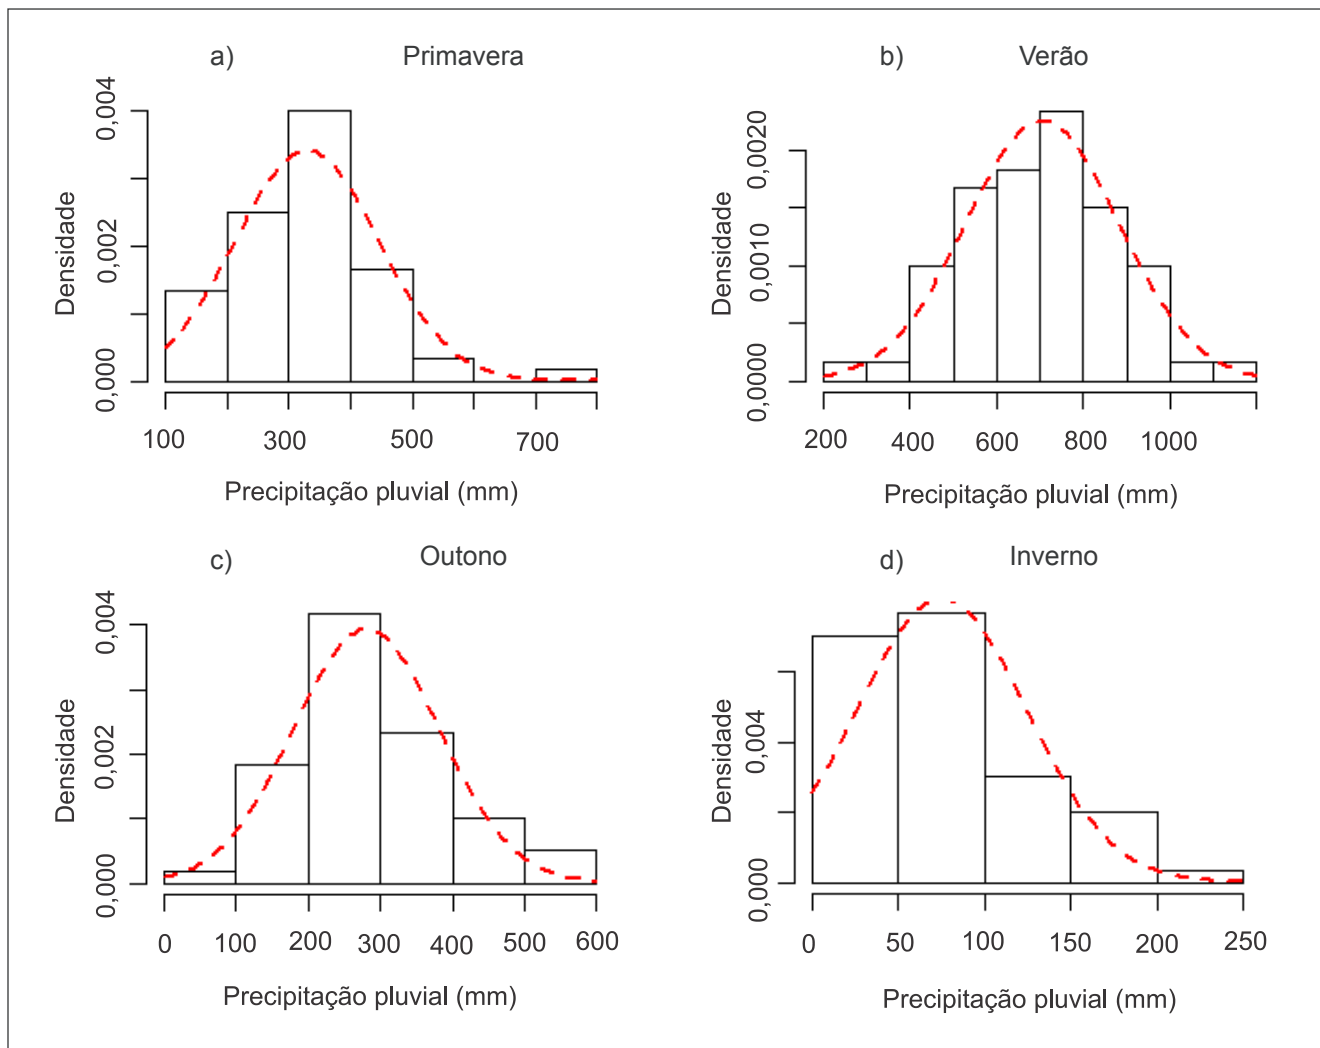 a) Primavera
Densidade
0,000 0,002 0,004
100 300 500 700
Precipitação pluvial (mm)
b) Verão
Densidade
0,0000 0,0010 0,0020
200 400 600 800 1000
Precipitação pluvial (mm)
c) Outono
Densidade
0,000 0,002 0,004
0 100 200 300 400 500 600
Precipitação pluvial (mm)
d) Inverno
Densidade
0,000 0,004
0 50 100 150 200 250
Precipitação pluvial (mm)